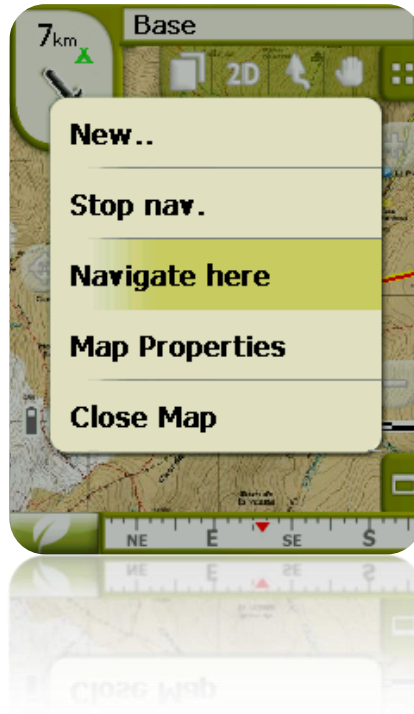 7km
Base
2D
New..
Stop nav.
Navigate here
Map Properties
Close Map
NE E SE S